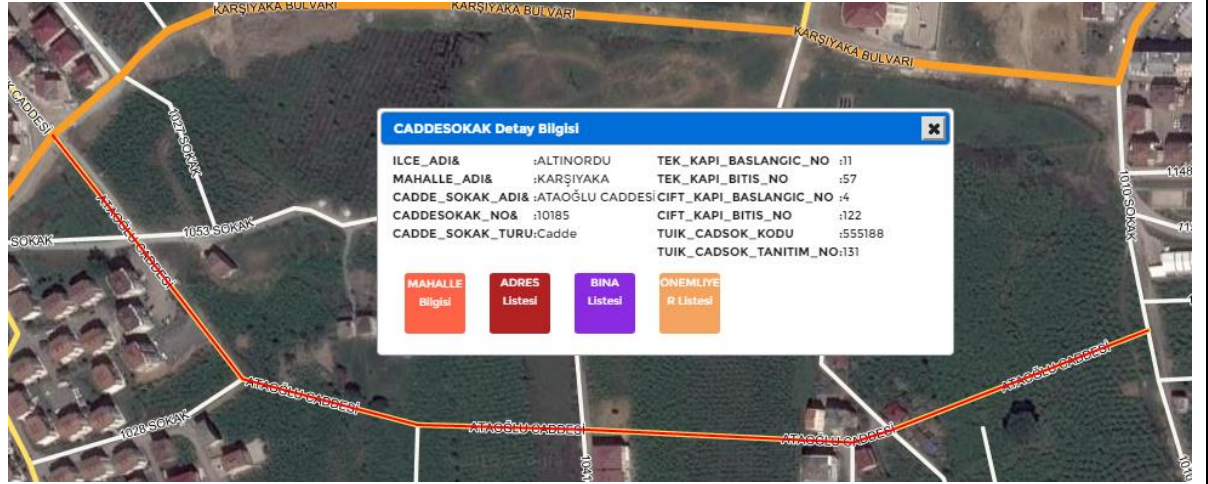 KARŞIYAKA BULVARI
KARŞIYAKA BULVARI
KARŞIYAKA BULVARI
CADDESİ
1027 SOKAK
CADDESOKAK Detay Bilgisi
ILCE_ADI& :ALTINORDU
MAHALLE_ADI& :KARŞIYAKA
CADDE_SOKAK_ADI& :ATAOĞLU CADDESİ
CADDESOKAK_NO& :10185
CADDE_SOKAK_TURU:Cadde
TEK_KAPI_BASLANGIC_NO :11
TEK_KAPI_BITIS_NO :57
CIFT_KAPI_BASLANGIC_NO :4
CIFT_KAPI_BITIS_NO :122
TUIK_CADSOK_KODU :555188
TUIK_CADSOK_TANITIM_NO:131
MAHALLE
Bilgisi
ADRES
Listesi
BINA
Listesi
ONEMLIYE
R Listesi
1148
1010 SOKAK
SOKAK
1053 SOKAK
ATAOĞLU CADDESİ
ATAOĞLU CADDESİ
ATAOĞLU CADDESİ
1028 SOKAK
ATAOĞLU CADDESİ
ATAOĞLU CADDESİ